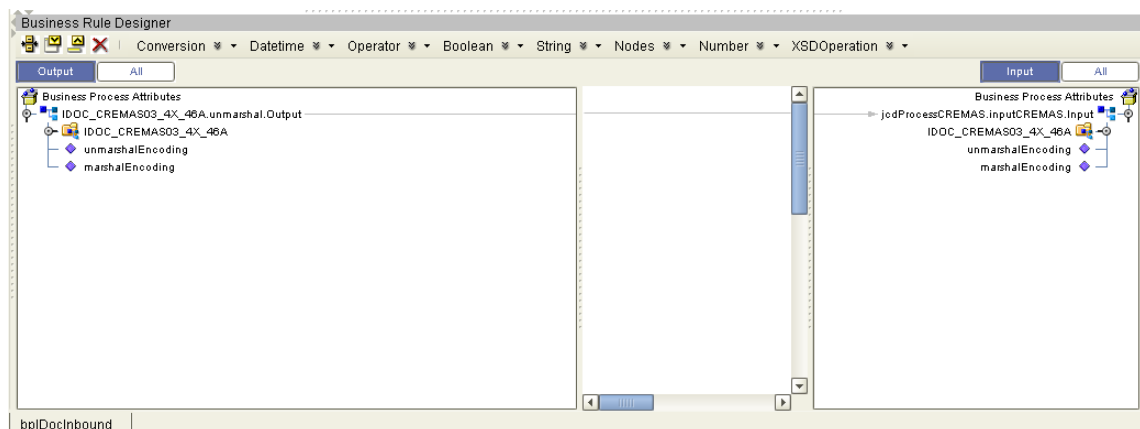 Business Rule Designer
Conversion Datetime Operator Boolean String Nodes Number XSDOperation
Output All Input All
Business Process Attributes
IDOC_CREMAS03_4X_46A.unmarshal.Output
IDOC_CREMAS03_4X_46A
unmarshalEncoding
marshalEncoding
Business Process Attributes
jcdProcessCREMAS.inputCREMAS.Input
IDOC_CREMAS03_4X_46A
unmarshalEncoding
marshalEncoding
bpIDocInbound